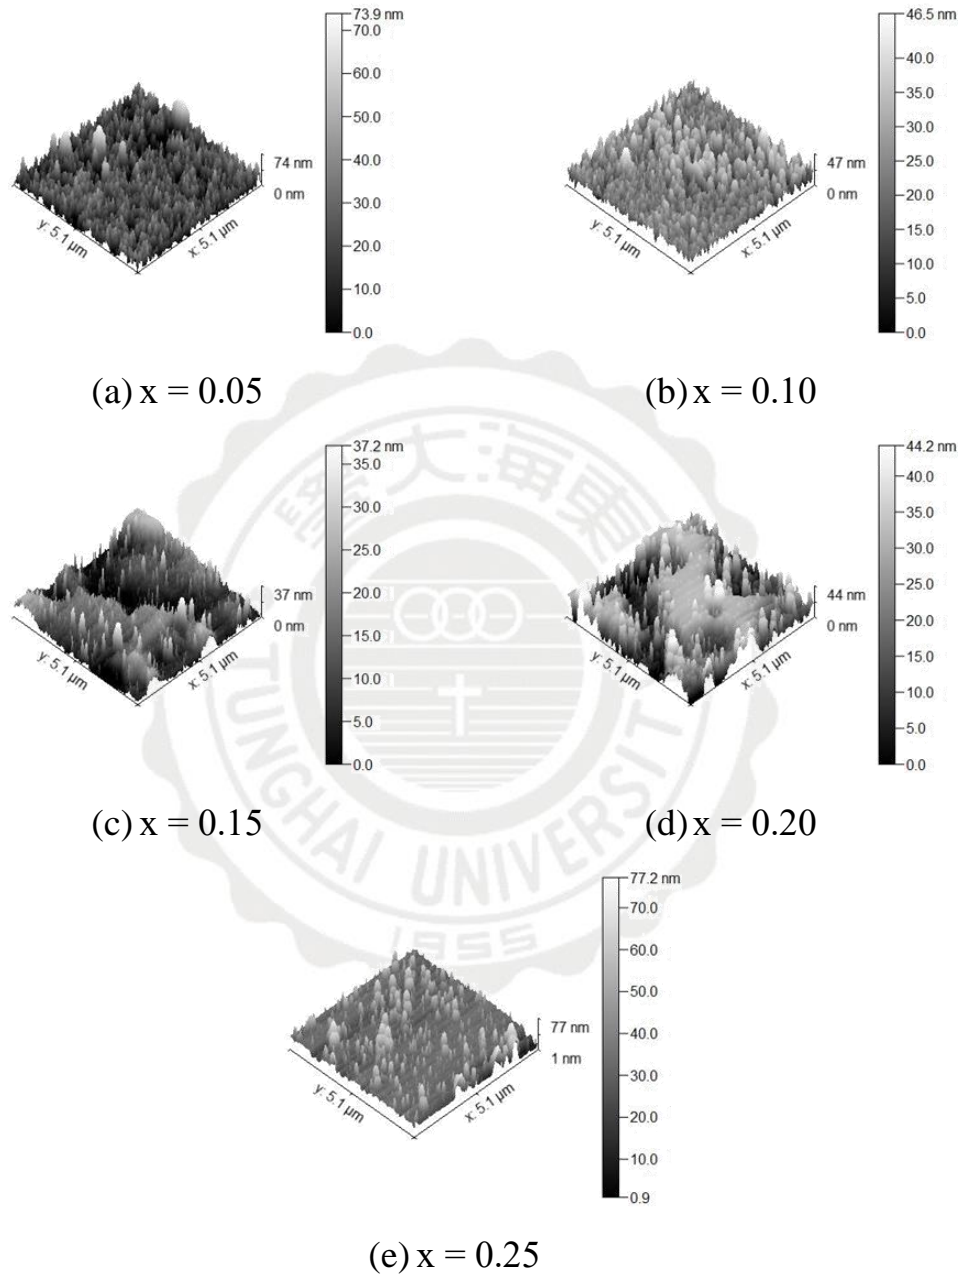 73.9 nm
70.0
60.0
50.0
40.0
30.0
20.0
10.0
0.0
74 nm
0 nm
y: 5.1 µm
x: 5.1 µm
(a) x = 0.05
46.5 nm
40.0
35.0
30.0
25.0
20.0
15.0
10.0
5.0
0.0
47 nm
0 nm
y: 5.1 µm
x: 5.1 µm
(b) x = 0.10
37.2 nm
35.0
30.0
25.0
20.0
15.0
10.0
5.0
0.0
37 nm
0 nm
y: 5.1 µm
x: 5.1 µm
(c) x = 0.15
44.2 nm
40.0
35.0
30.0
25.0
20.0
15.0
10.0
5.0
0.0
44 nm
0 nm
y: 5.1 µm
x: 5.1 µm
(d) x = 0.20
77.2 nm
70.0
60.0
50.0
40.0
30.0
20.0
10.0
0.9
77 nm
1 nm
y: 5.1 µm
x: 5.1 µm
(e) x = 0.25
學大海東
TUNGHAI UNIVERSITY
1955